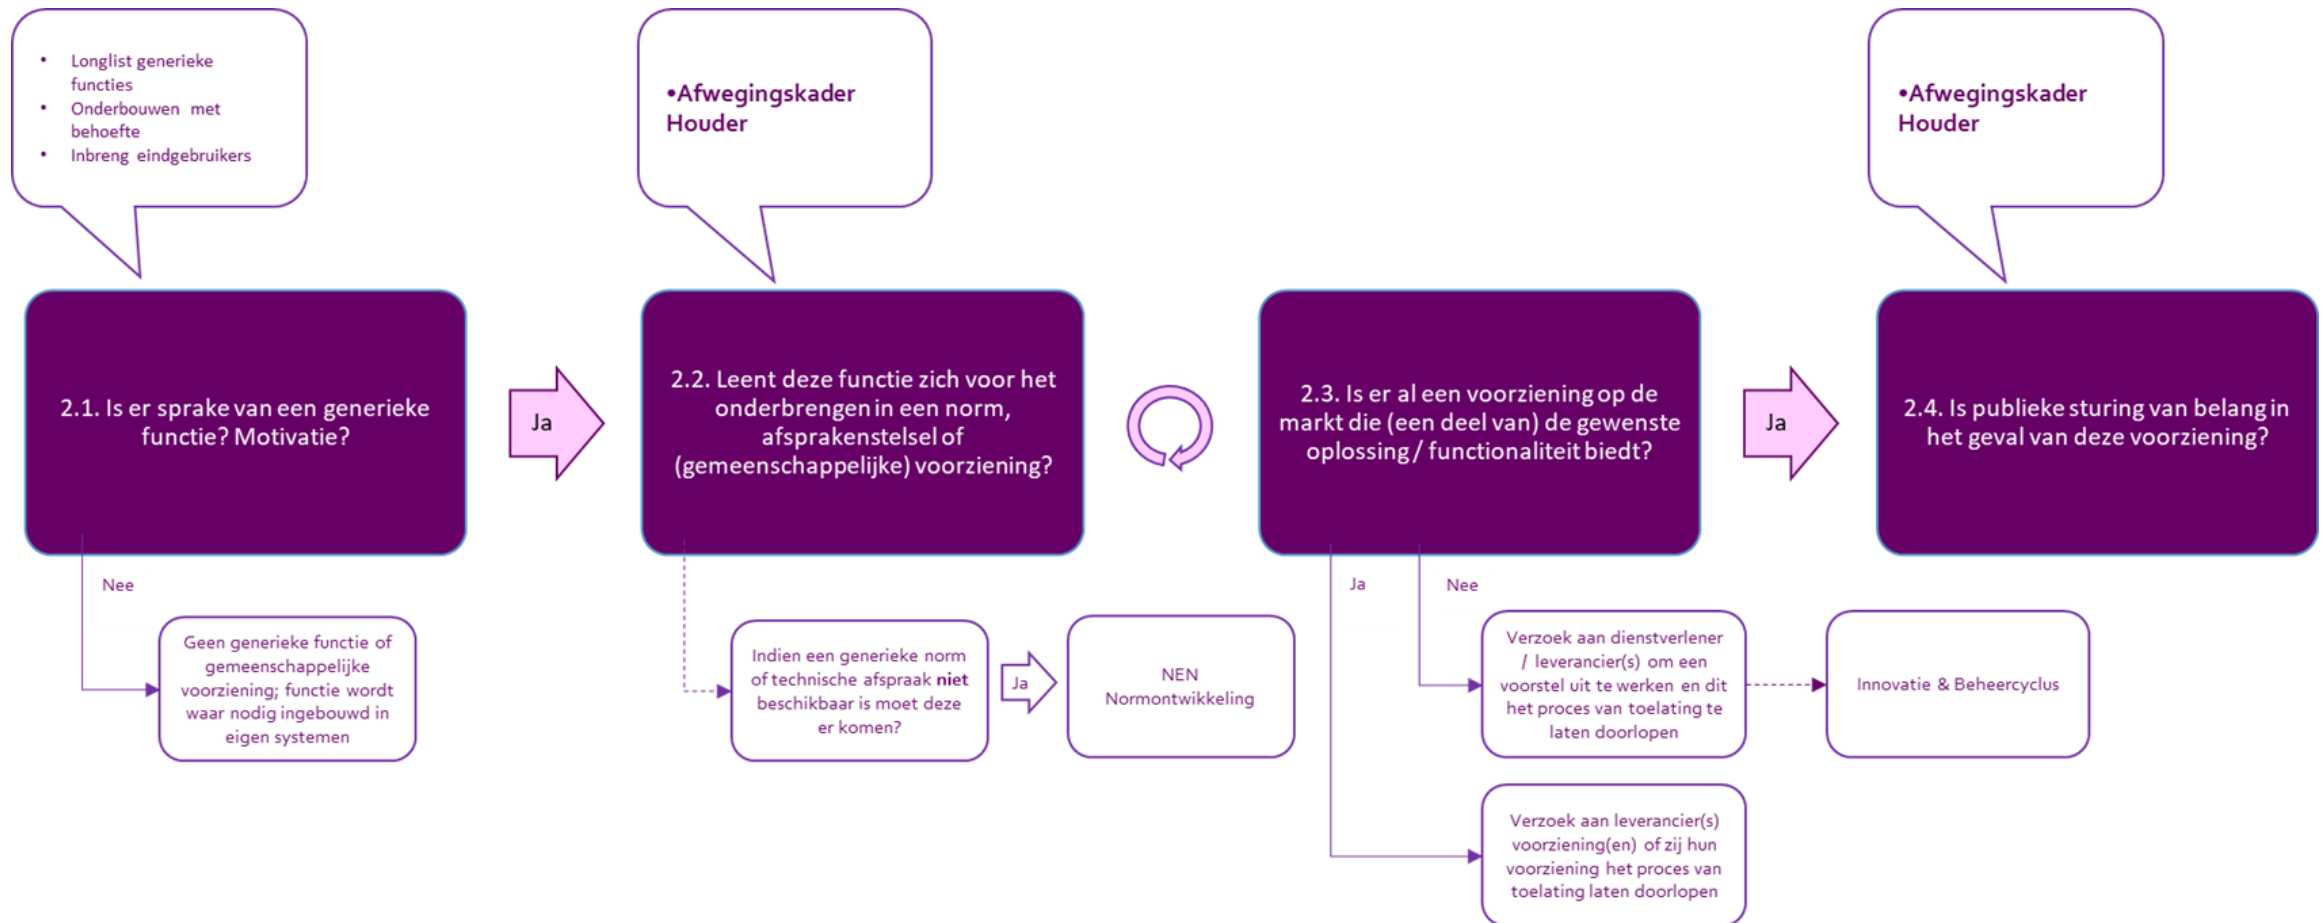 • Longlist generieke
functies
• Onderbouwen met
behoefte
• Inbreng eindgebruikers
•Afwegingskader
Houder
•Afwegingskader
Houder
2.1. Is er sprake van een generieke
functie? Motivatie?
Ja
2.2. Leent deze functie zich voor het
onderbrengen in een norm,
afsprakenstelsel of
(gemeenschappelijke) voorziening?
2.3. Is er al een voorziening op de
markt die (een deel van) de gewenste
oplossing / functionaliteit biedt?
Ja
2.4. Is publieke sturing van belang in
het geval van deze voorziening?
Nee
Geen generieke functie of
gemeenschappelijke
voorziening; functie wordt
waar nodig ingebouwd in
eigen systemen
Indien een generieke norm
of technische afspraak niet
beschikbaar is moet deze
er komen?
Ja
NEN
Normontwikkeling
Ja
Nee
Verzoek aan dienstverlener
/ leverancier(s) om een
voorstel uit te werken en dit
het proces van toelating te
laten doorlopen
Innovatie & Beheercyclus
Verzoek aan leverancier(s)
voorziening(en) of zij hun
voorziening het proces van
toelating laten doorlopen